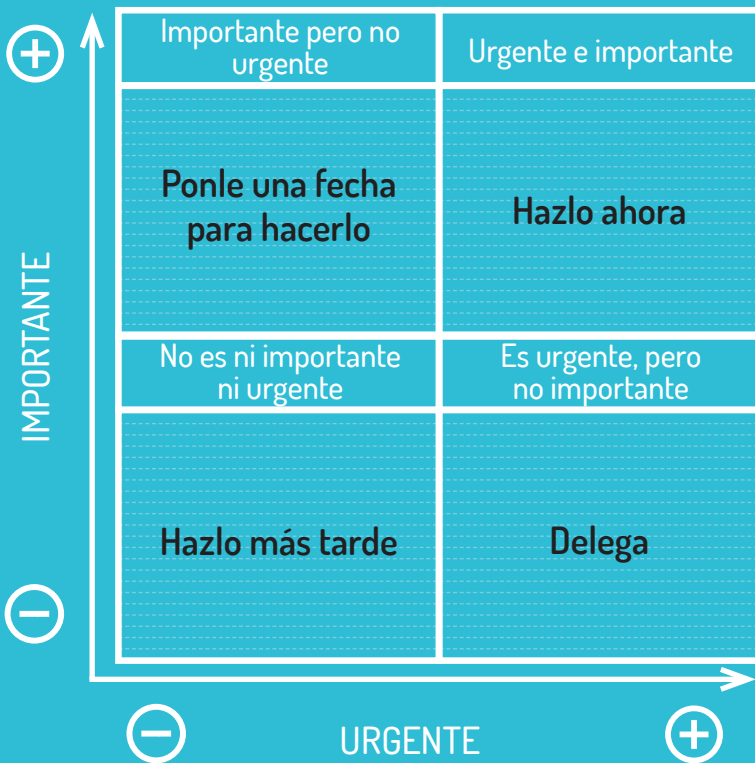 Importante pero no
urgente
Urgente e importante
Ponle una fecha
para hacerlo
Hazlo ahora
No es ni importante
ni urgente
Es urgente, pero
no importante
Hazlo más tarde
Delega
IMPORTANTE
URGENTE